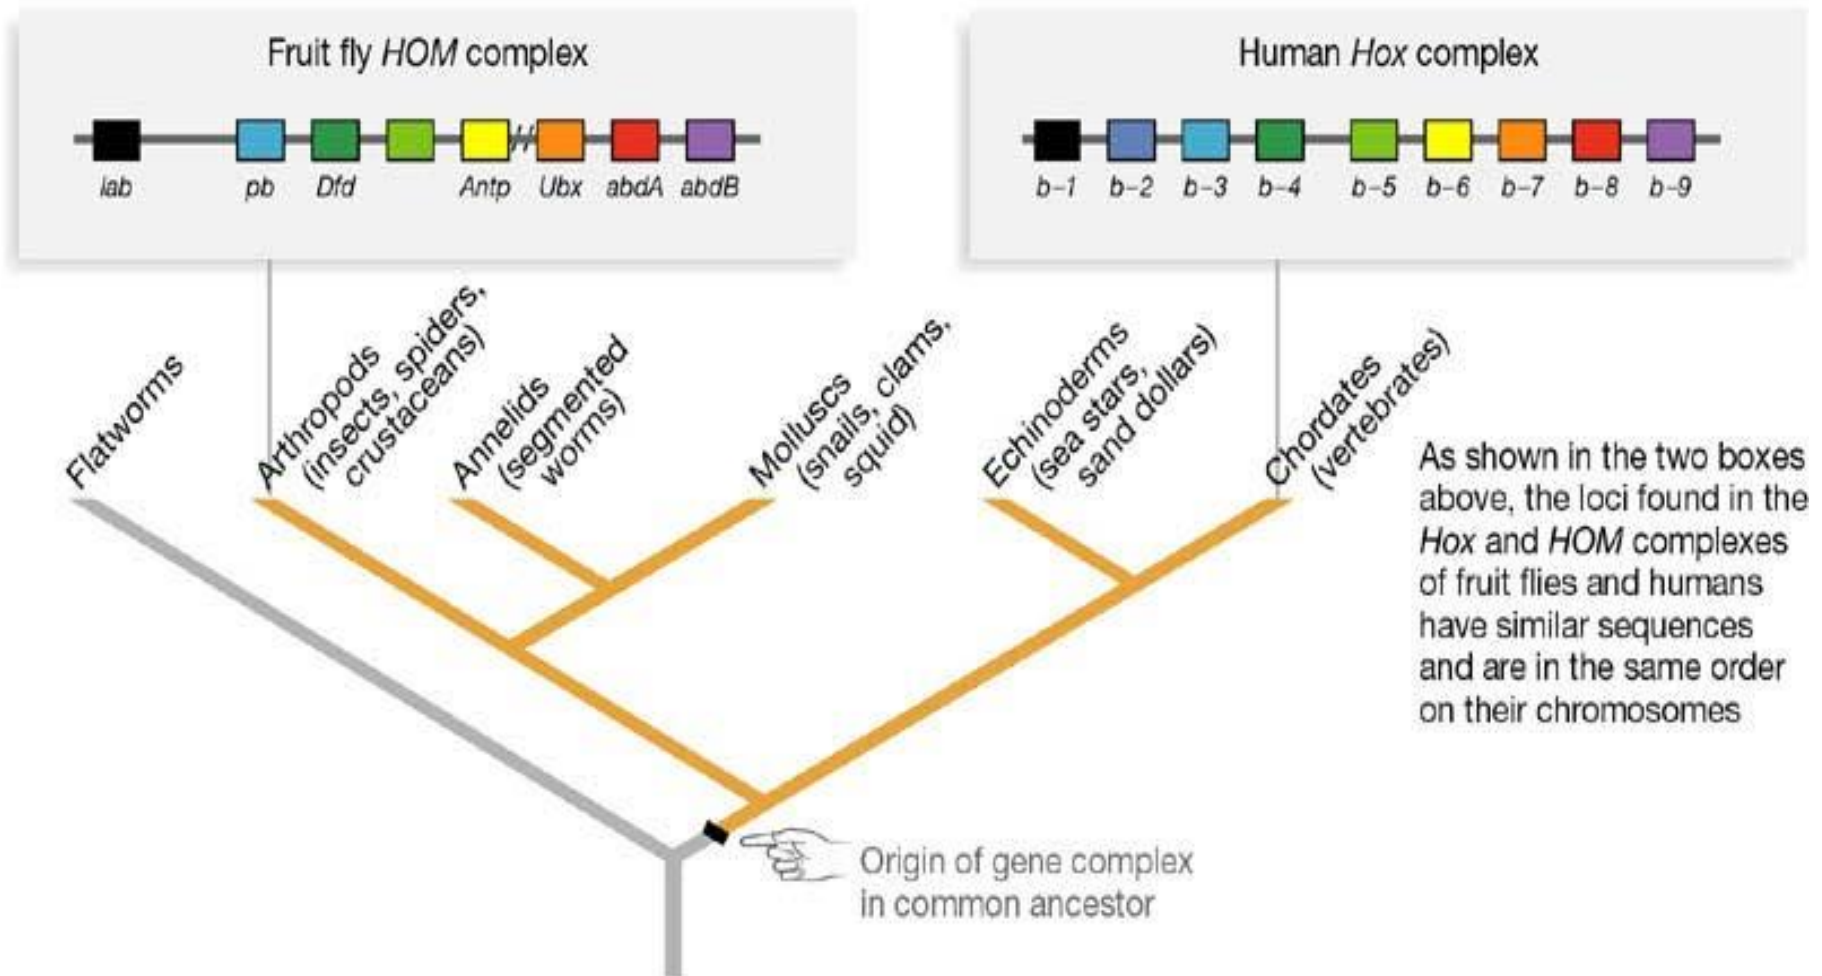 Fruit fly HOM complex
lab pb Dfd Antp Ubx abdA abdB
Human Hox complex
b-1 b-2 b-3 b-4 b-5 b-6 b-7 b-8 b-9
Flatworms
Arthropods
(insects, spiders,
crustaceans)
Annelids
(segmented
worms)
Molluscs
(snails, clams,
squid)
Echinoderms
(sea stars,
sand dollars)
Chordates
(vertebrates)
As shown in the two boxes
above, the loci found in the
Hox and HOM complexes
of fruit flies and humans
have similar sequences
and are in the same order
on their chromosomes
Origin of gene complex
in common ancestor